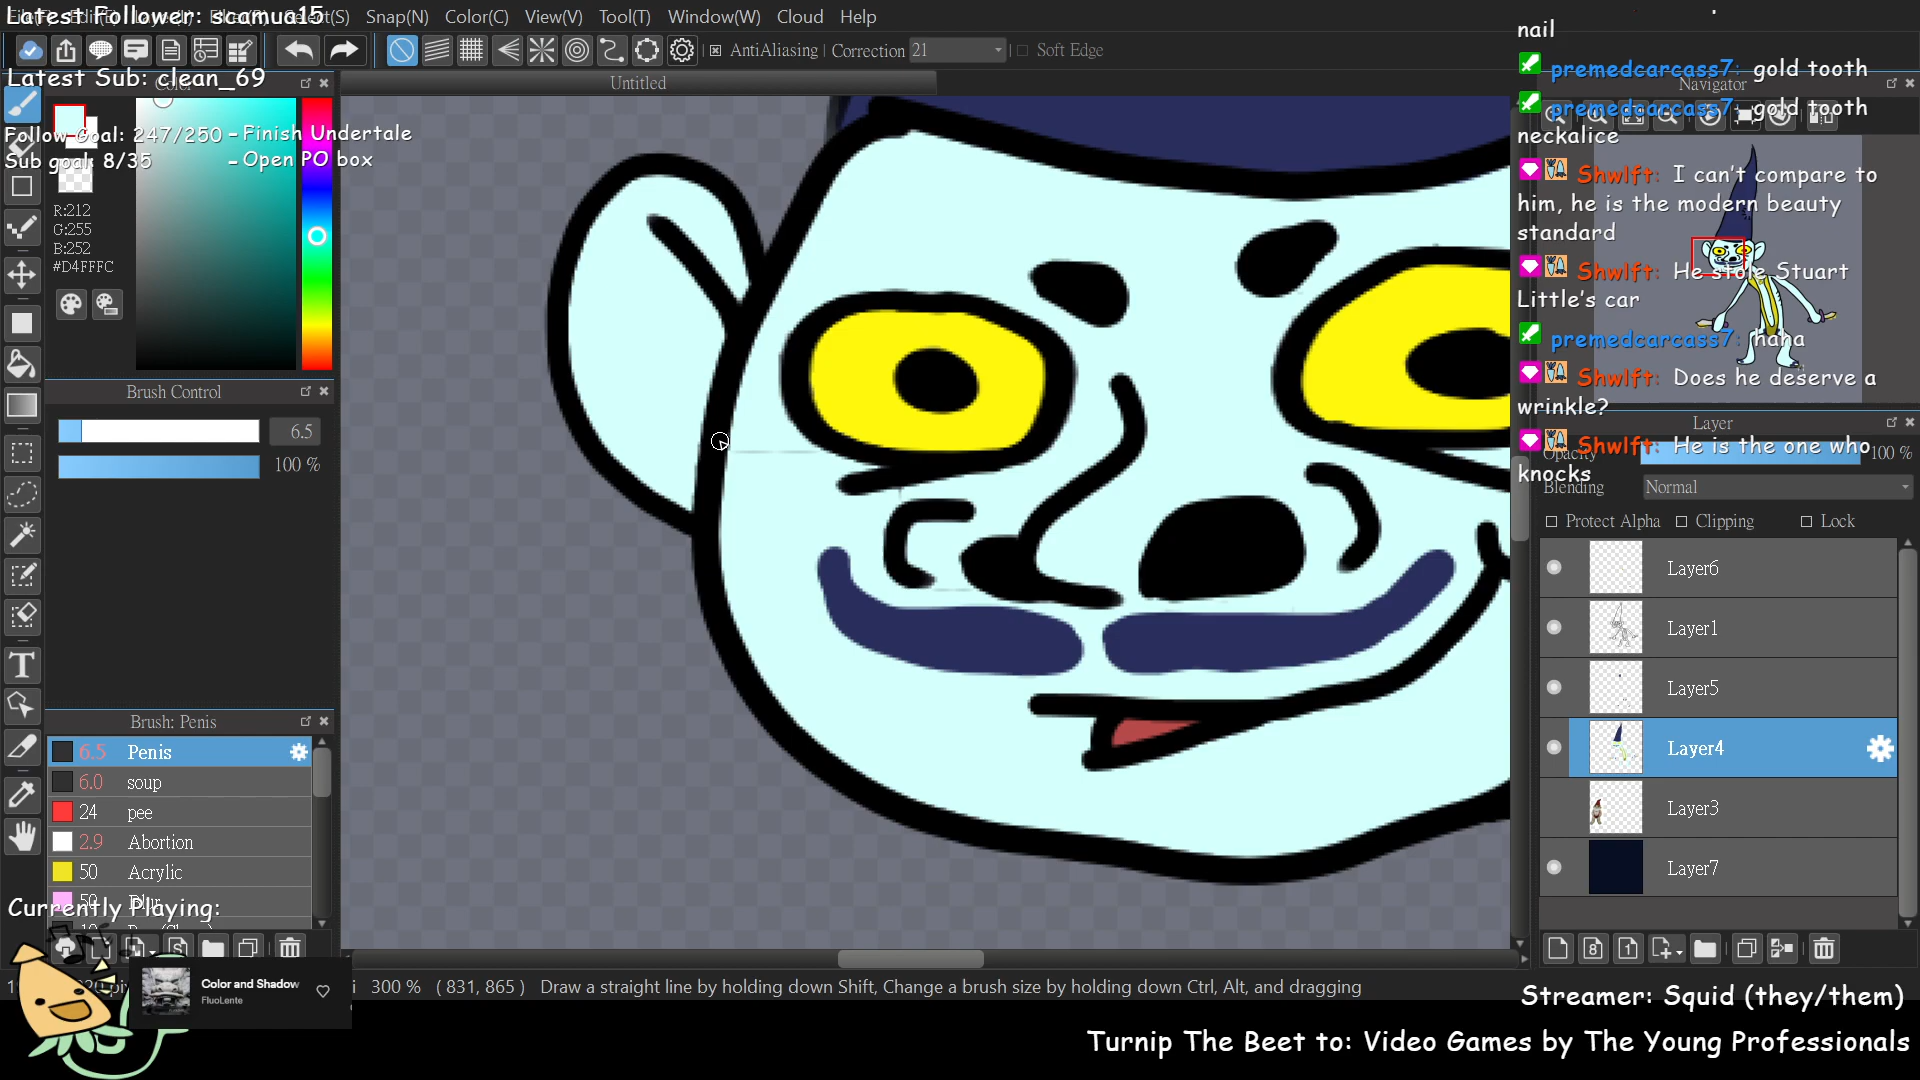 Latest Follower: scamus15
Select(S) Snap(N) Color(C) View(V) Tool(T) Window(W) Cloud Help
AntiAliasing Correction 21 Soft Edge
Latest Sub: clean_69
Color
Untitled
Follow Goal: 247/250 - Finish Undertale
Sub goal: 8/35 - Open PO box
R:212
G:255
B:252
#D4FFFC
Brush Control
6.5
100 %
Brush: Penis
6.5 Penis
6.0 soup
24 pee
2.9 Abortion
50 Acrylic
50 Blur
Currently Playing:
Color and Shadow
FluoLente
300 % ( 831, 865 ) Draw a straight line by holding down Shift, Change a brush size by holding down Ctrl, Alt, and dragging
nail
premedcarcass7: gold tooth
Navigator
premedcarcass7: gold tooth
neckalice
Shwlft: I can't compare to
him, he is the modern beauty
standard
Shwlft: He stole Stuart
Little's car
premedcarcass7: haha
Shwlft: Does he deserve a
wrinkle?
Layer
Shwlft: He is the one who
knocks
Opacity 100 %
Blending Normal
Protect Alpha Clipping Lock
Layer6
Layer1
Layer5
Layer4
Layer3
Layer7
Streamer: Squid (they/them)
Turnip The Beet to: Video Games by The Young Professionals